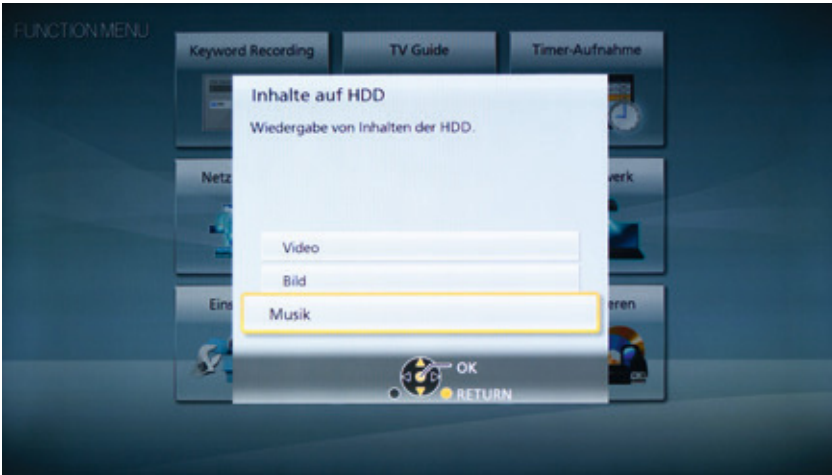 FUNCTION MENU
Keyword Recording
TV Guide
Timer-Aufnahme
Inhalte auf HDD
Wiedergabe von Inhalten der HDD.
Netz
werk
Video
Bild
Eins
eren
Musik
OK
RETURN